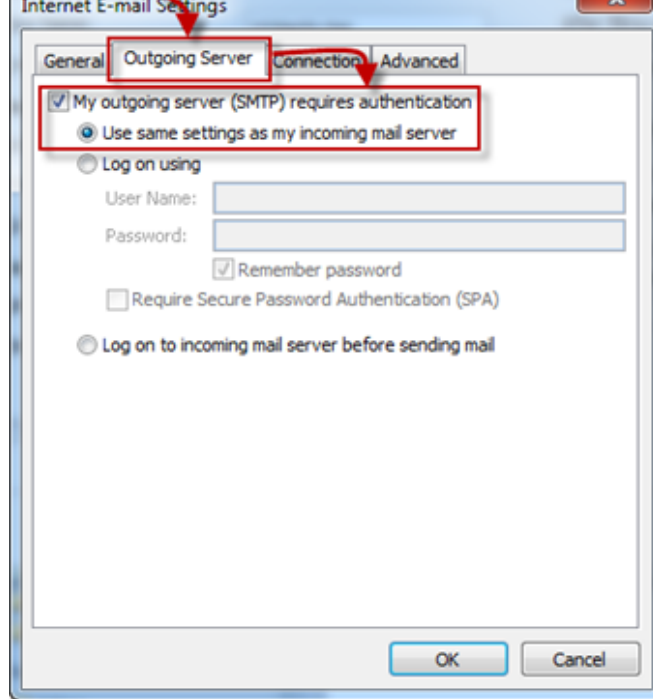 Internet E-mail Settings
General Outgoing Server Connection Advanced
My outgoing server (SMTP) requires authentication
Use same settings as my incoming mail server
Log on using
User Name:
Password:
Remember password
Require Secure Password Authentication (SPA)
Log on to incoming mail server before sending mail
OK Cancel